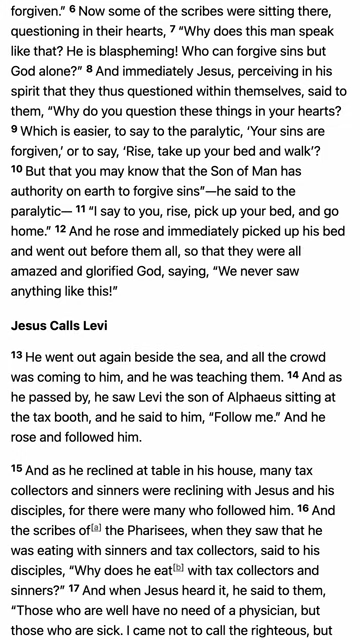 forgiven.” 6 Now some of the scribes were sitting there,
questioning in their hearts, 7 “Why does this man speak
like that? He is blaspheming! Who can forgive sins but
God alone?” 8 And immediately Jesus, perceiving in his
spirit that they thus questioned within themselves, said to
them, “Why do you question these things in your hearts?
9 Which is easier, to say to the paralytic, ‘Your sins are
forgiven,’ or to say, ‘Rise, take up your bed and walk’?
10 But that you may know that the Son of Man has
authority on earth to forgive sins”—he said to the
paralytic— 11 “I say to you, rise, pick up your bed, and go
home.” 12 And he rose and immediately picked up his bed
and went out before them all, so that they were all
amazed and glorified God, saying, “We never saw
anything like this!”
Jesus Calls Levi
13 He went out again beside the sea, and all the crowd
was coming to him, and he was teaching them. 14 And as
he passed by, he saw Levi the son of Alphaeus sitting at
the tax booth, and he said to him, “Follow me.” And he
rose and followed him.
15 And as he reclined at table in his house, many tax
collectors and sinners were reclining with Jesus and his
disciples, for there were many who followed him. 16 And
the scribes of[a] the Pharisees, when they saw that he
was eating with sinners and tax collectors, said to his
disciples, “Why does he eat[b] with tax collectors and
sinners?” 17 And when Jesus heard it, he said to them,
“Those who are well have no need of a physician, but
those who are sick. I came not to call the righteous, but